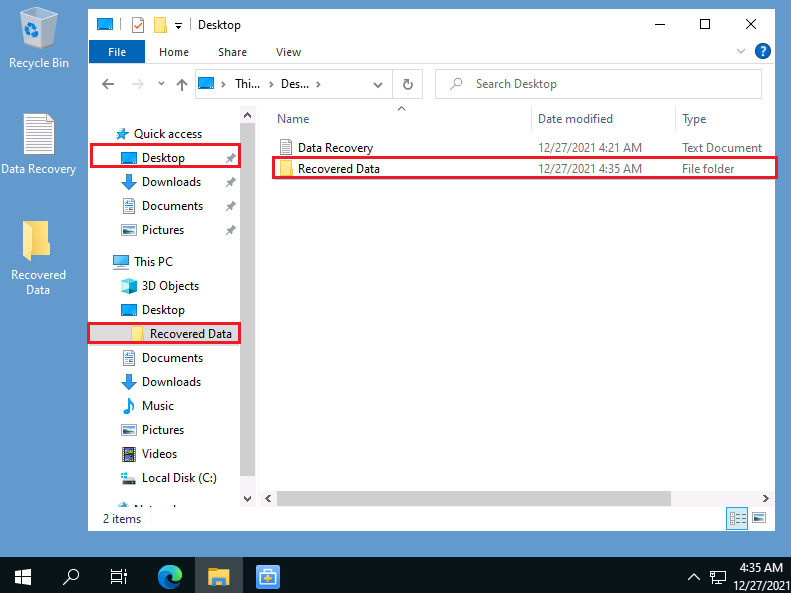 Recycle Bin
Data Recovery
Recovered
Data
Desktop
File Home Share View
?
Thi... Des...
Search Desktop
Name Date modified Type
Quick access
Desktop
Downloads
Documents
Pictures
This PC
3D Objects
Desktop
Recovered Data
Documents
Downloads
Music
Pictures
Videos
Local Disk (C:)
Data Recovery 12/27/2021 4:21 AM Text Document
Recovered Data 12/27/2021 4:35 AM File folder
2 items
4:35 AM
12/27/2021